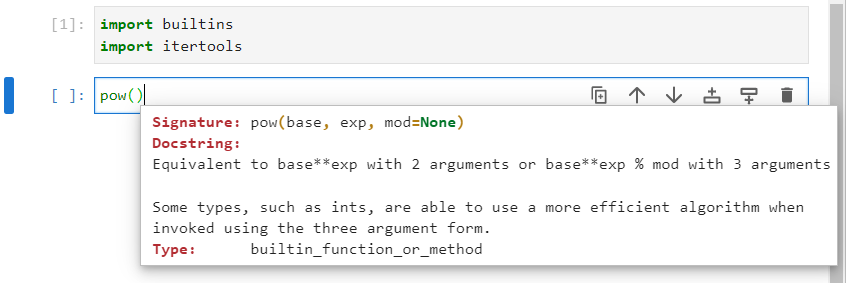 [1]: import builtins
import itertools
[ ]: pow()
Signature: pow(base, exp, mod=None)
Docstring:
Equivalent to base**exp with 2 arguments or base**exp % mod with 3 arguments
Some types, such as ints, are able to use a more efficient algorithm when
invoked using the three argument form.
Type: builtin_function_or_method